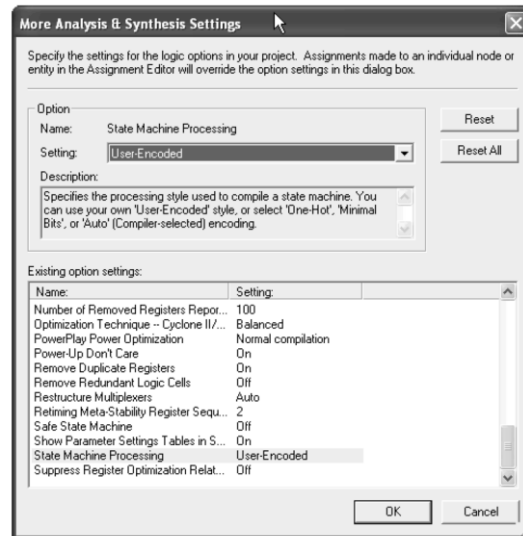 More Analysis & Synthesis Settings
Specify the settings for the logic options in your project. Assignments made to an individual node or
entity in the Assignment Editor will override the option settings in this dialog box.
Option
Name: State Machine Processing
Setting: User-Encoded
Description:
Specifies the processing style used to compile a state machine. You
can use your own 'User-Encoded' style, or select 'One-Hot', 'Minimal
Bits', or 'Auto' (Compiler-selected) encoding.
Reset
Reset All
Existing option settings:
Name: Setting:
Number of Removed Registers Repor... 100
Optimization Technique -- Cyclone II/... Balanced
PowerPlay Power Optimization Normal compilation
Power-Up Don't Care On
Remove Duplicate Registers On
Remove Redundant Logic Cells Off
Restructure Multiplexers Auto
Retiming Meta-Stability Register Sequ... 2
Safe State Machine Off
Show Parameter Settings Tables in S... On
State Machine Processing User-Encoded
Suppress Register Optimization Relat... Off
OK Cancel